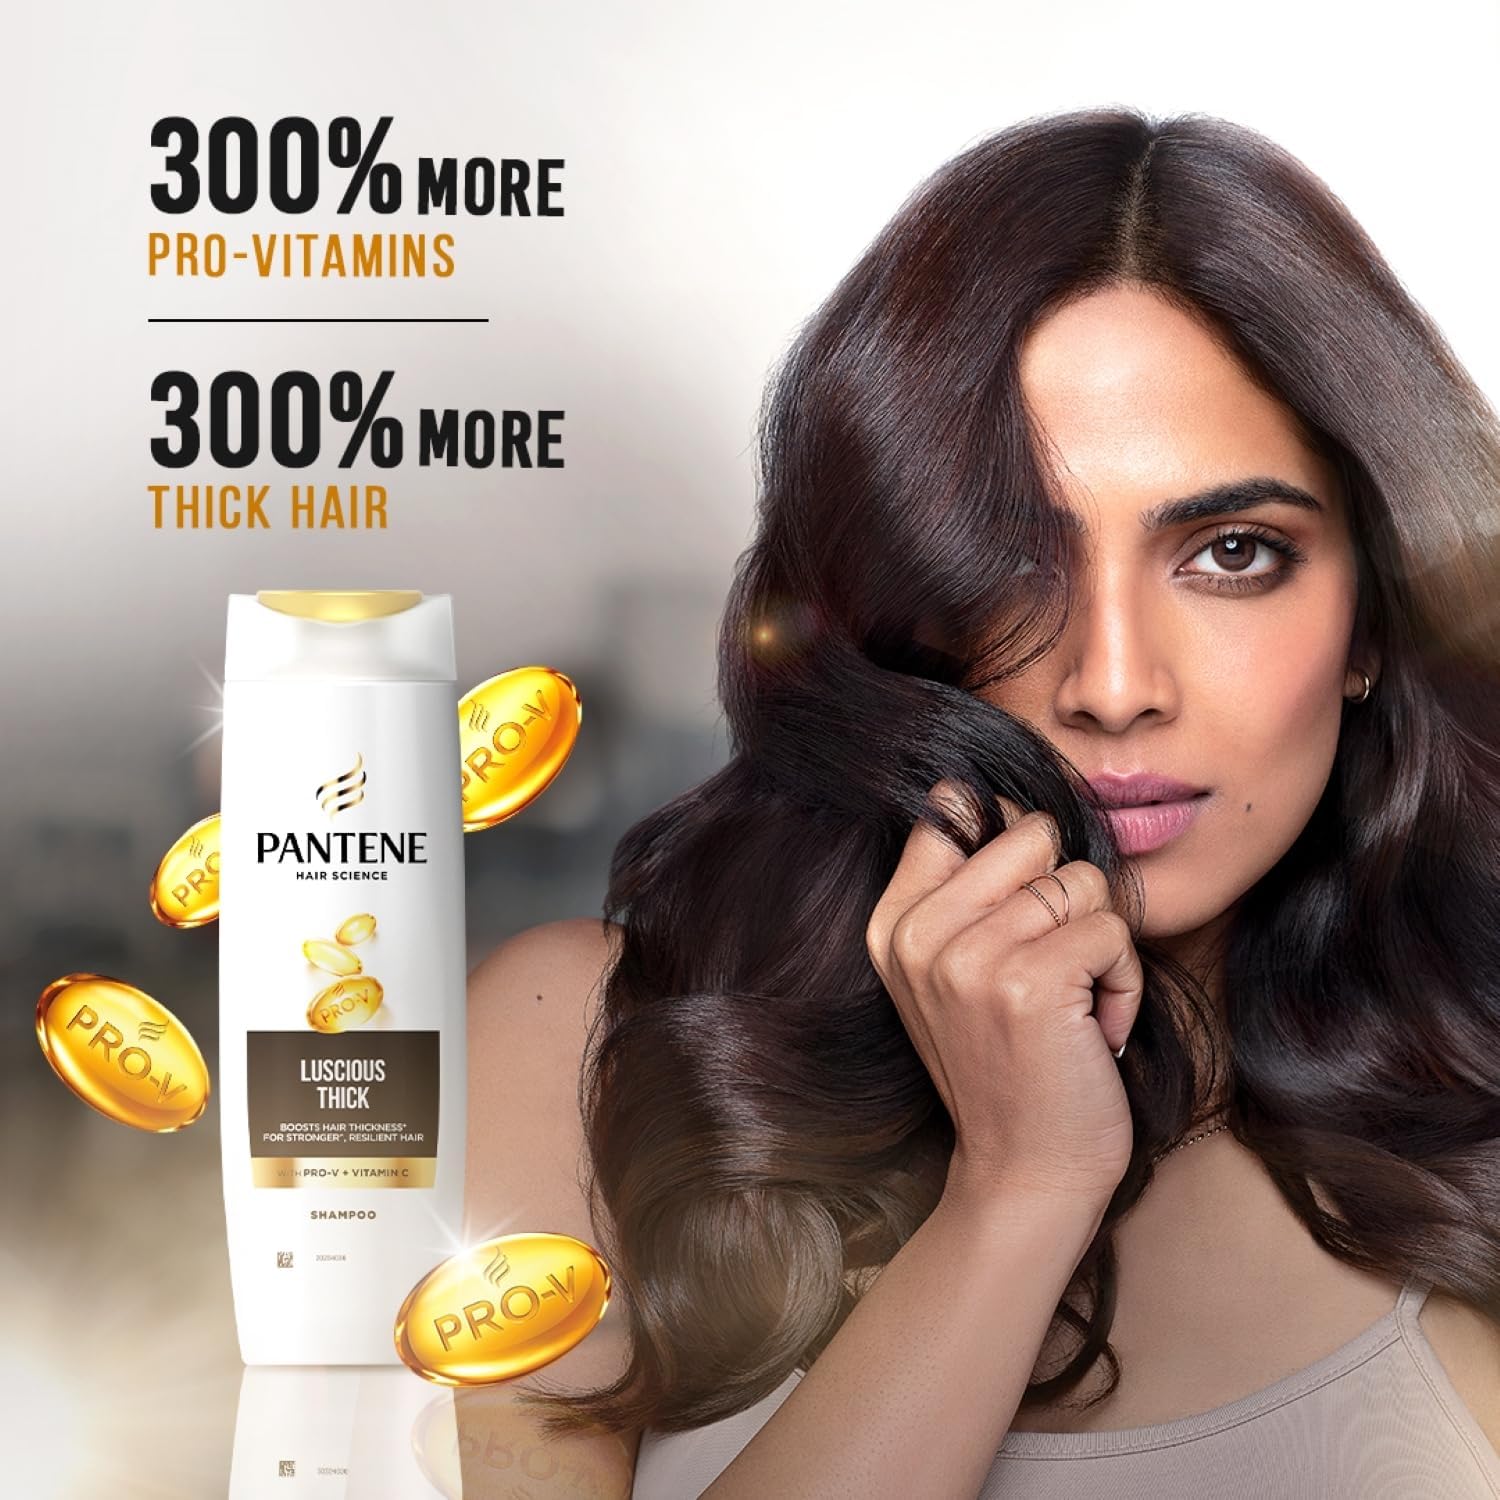 300% MORE
PRO-VITAMINS
300% MORE
THICK HAIR
PRO-V
PRO
PANTENE
HAIR SCIENCE
PRO-V
PRO-V
LUSCIOUS
THICK
BOOSTS HAIR THICKNESS*
FOR STRONGER^, RESILIENT HAIR
WITH PRO-V + VITAMIN C
SHAMPOO
PRO-V